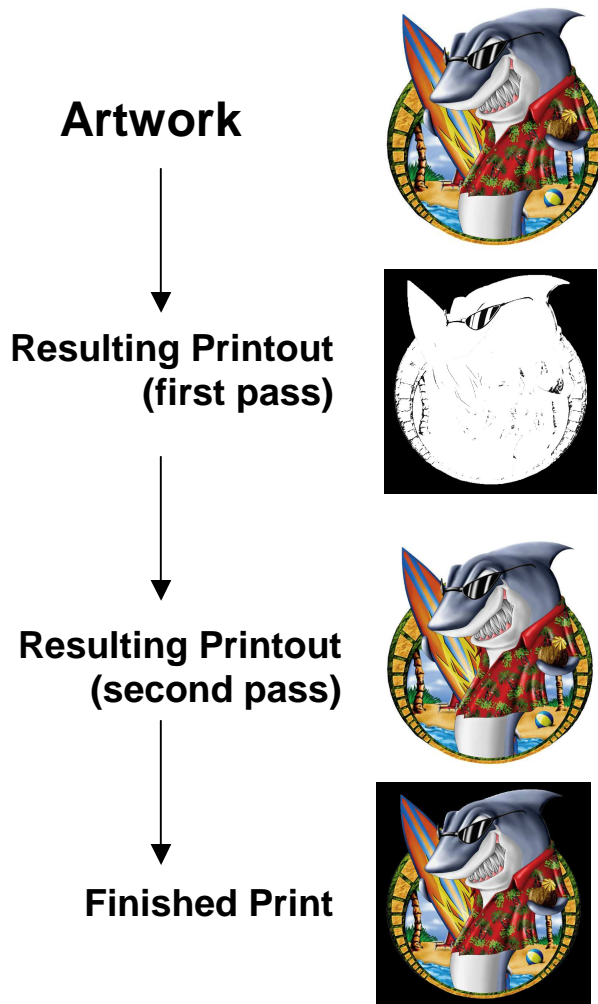 Artwork
Resulting Printout
(first pass)
Resulting Printout
(second pass)
Finished Print